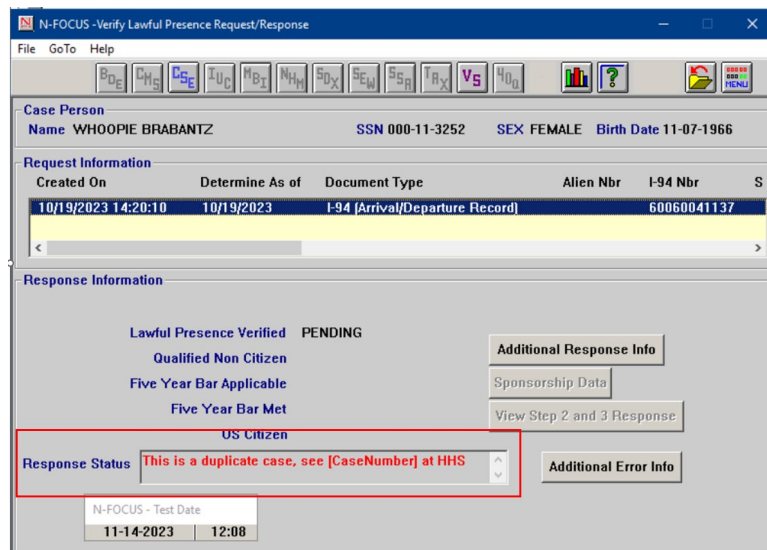 N-FOCUS -Verify Lawful Presence Request/Response
File GoTo Help
BDE CMS CSE IUC MBI NHM SDX SEW SSA TAX VS 40Q ? MENU
Case Person
Name WHOOPIE BRABANTZ SSN 000-11-3252 SEX FEMALE Birth Date 11-07-1966
Request Information
Created On Determine As of Document Type Alien Nbr I-94 Nbr S
10/19/2023 14:20:10 10/19/2023 I-94 (Arrival/Departure Record) 60060041137
Response Information
Lawful Presence Verified PENDING
Additional Response Info
Qualified Non Citizen
Five Year Bar Applicable Sponsorship Data
Five Year Bar Met View Step 2 and 3 Response
US Citizen
Response Status This is a duplicate case, see [CaseNumber] at HHS Additional Error Info
N-FOCUS - Test Date
11-14-2023 12:08